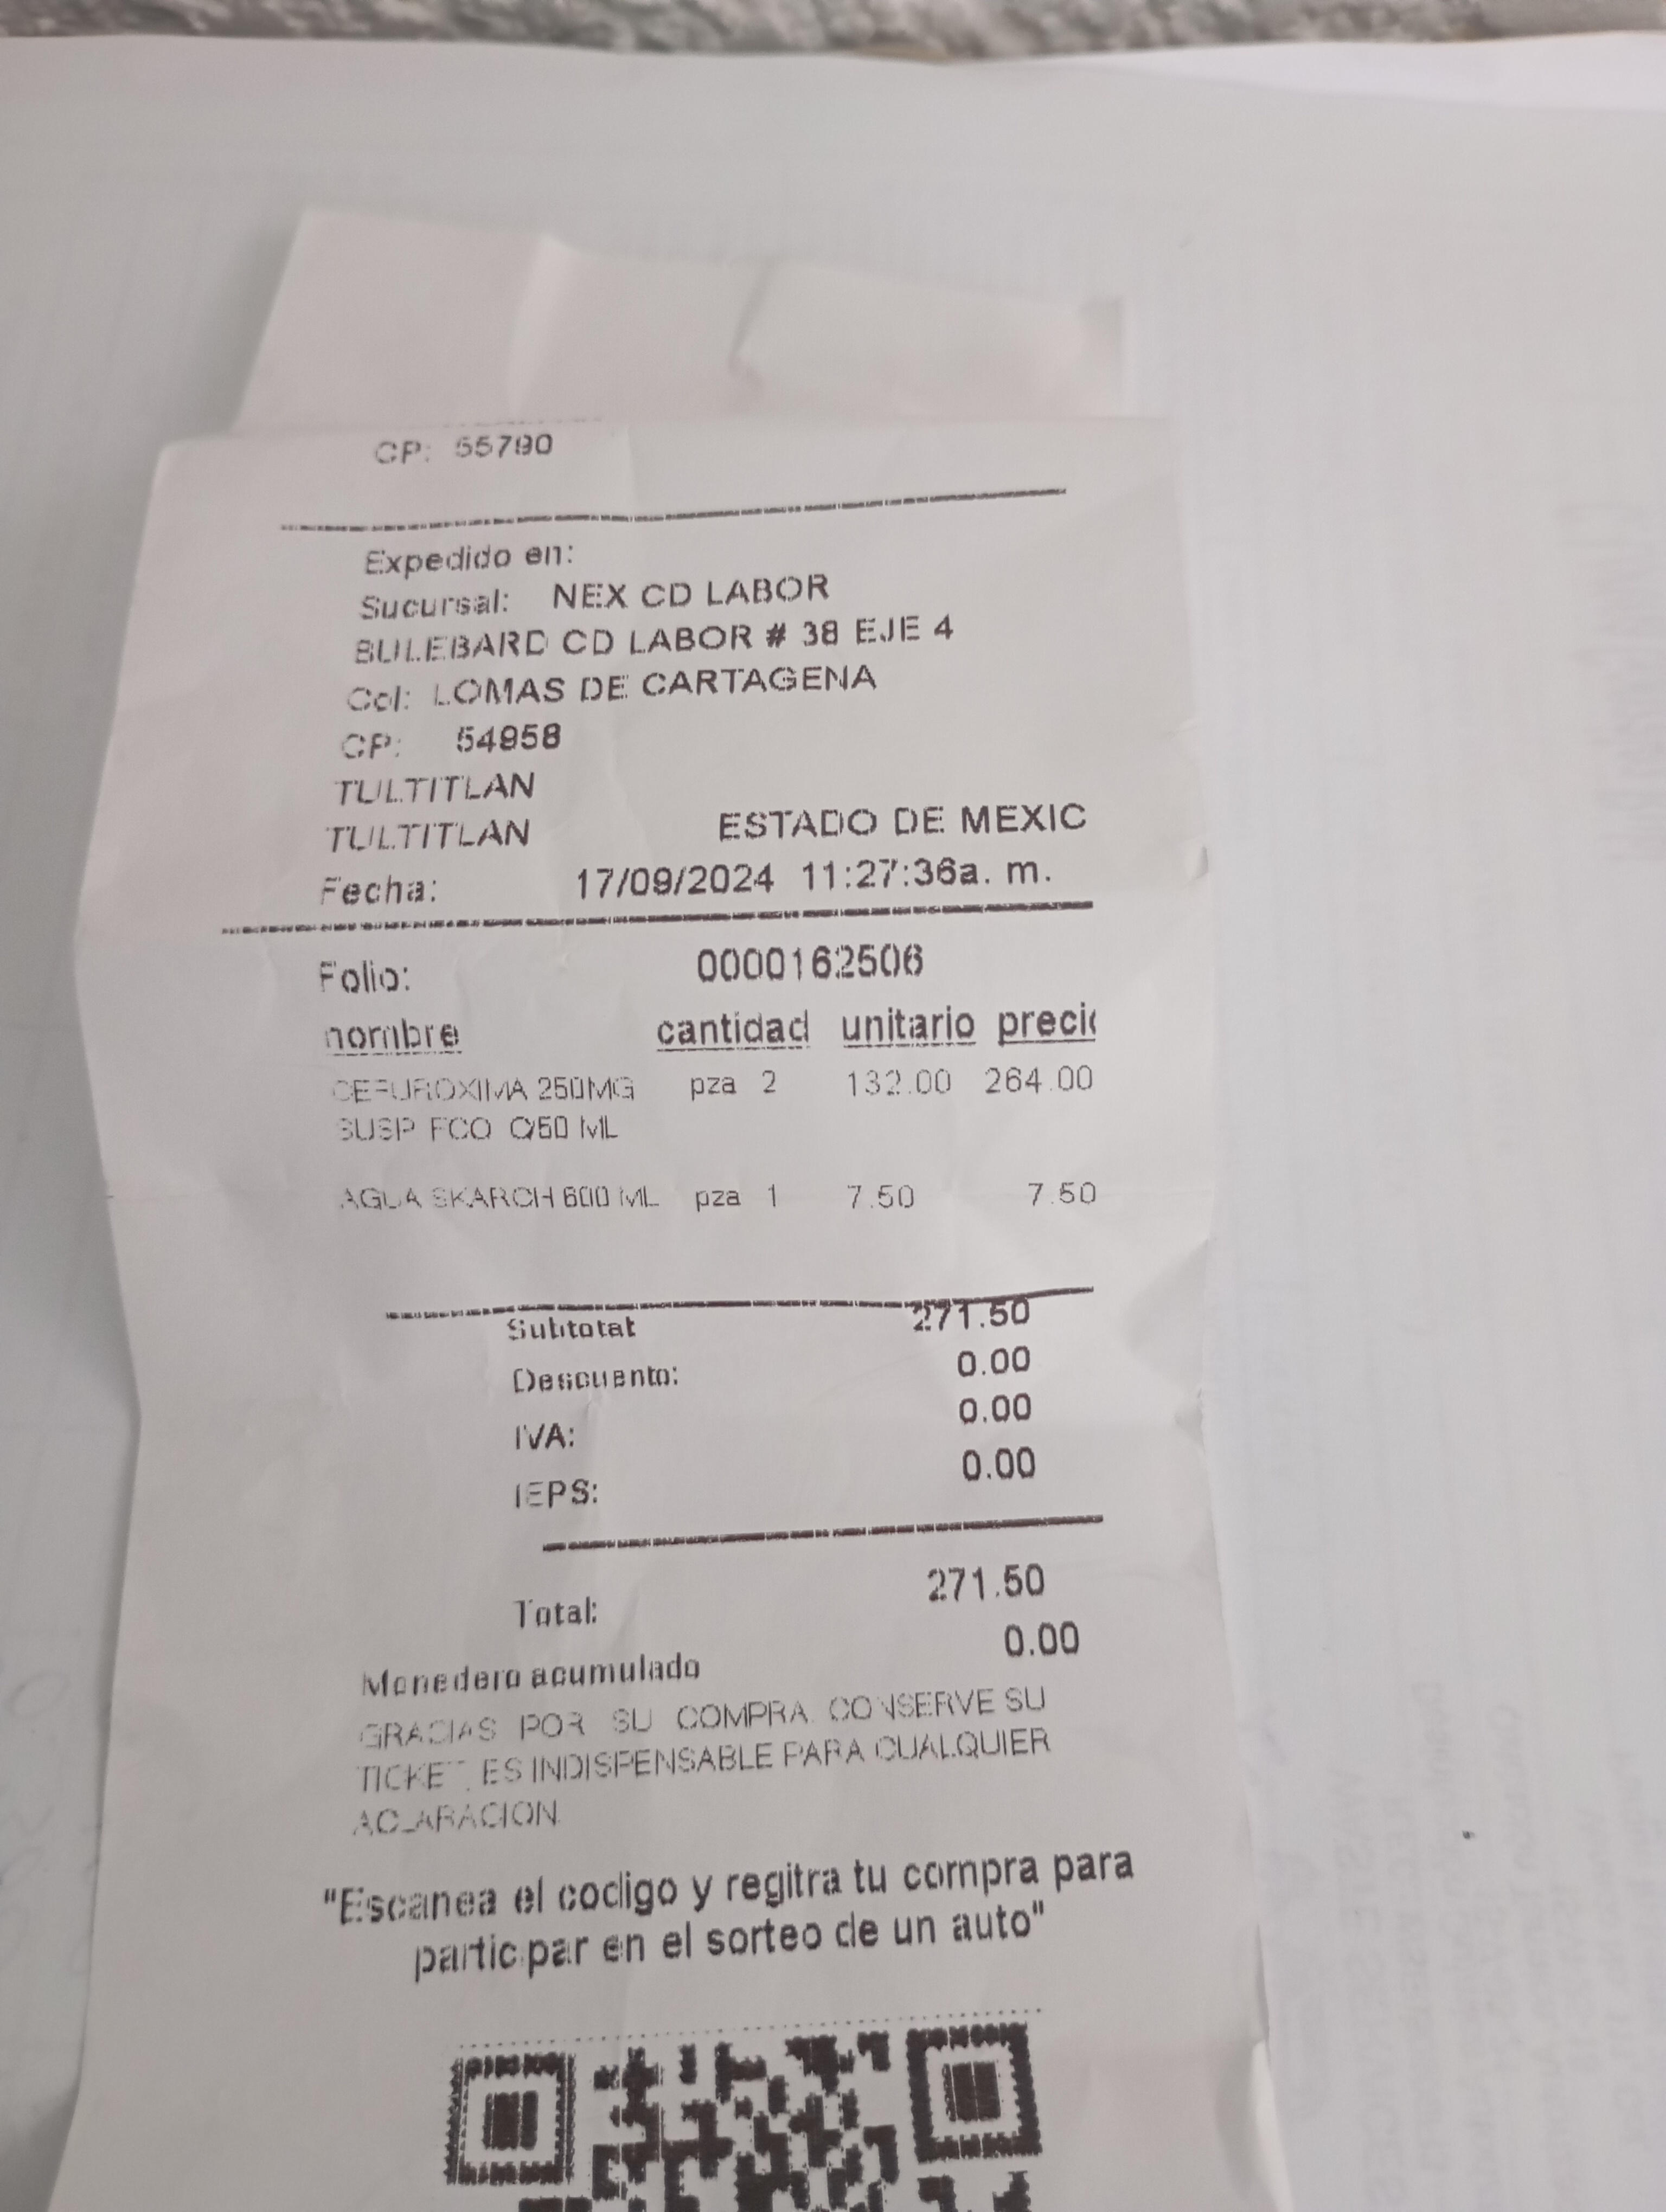 CP: 55790
Expedido en:
Sucursal: NEX CD LABOR
BULEBARD CD LABOR # 38 EJE 4
Col: LOMAS DE CARTAGENA
CP: 54958
TULTITLAN
TULTITLAN ESTADO DE MEXIC
Fecha: 17/09/2024 11:27:36a. m.
Folio: 0000162506
nombre cantidad unitario precio
CEFUROXIMA 250MG pza 2 132.00 264.00
SUSP FCO C/50 ML
AGUA SKARCH 600 ML pza 1 7.50 7.50
Subtotal 271.50
Descuento: 0.00
IVA: 0.00
IEPS: 0.00
Total: 271.50
Monedero acumulado 0.00
GRACIAS POR SU COMPRA. CONSERVE SU
TICKET, ES INDISPENSABLE PARA CUALQUIER
ACLARACION.
"Escanea el codigo y regitra tu compra para
participar en el sorteo de un auto"